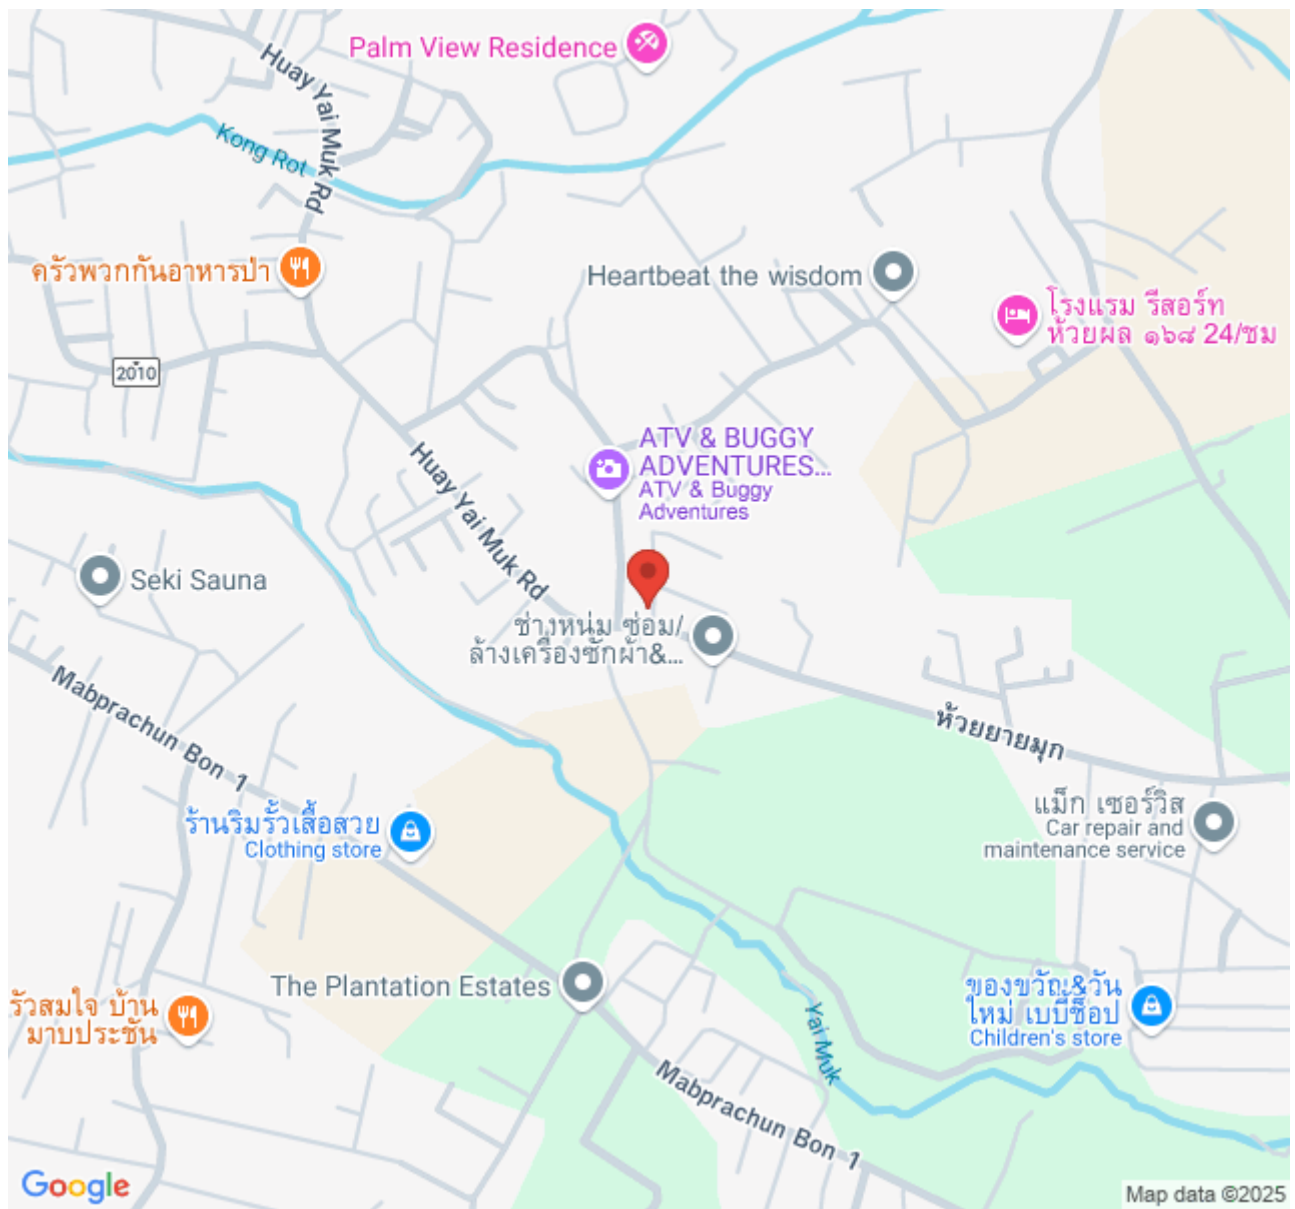 Palm View Residence
Huay Yai Muk Rd
Kong Rot
ครัวพวกกันอาหารป่า
Heartbeat the wisdom
โรงแรม รีสอร์ท
ห้วยผล ๑๖๘ 24/ชม
2010
ATV & BUGGY
ADVENTURES...
ATV & Buggy
Adventures
Huay Yai Muk Rd
Seki Sauna
ช่างหนุ่ม ซ่อม/
ล้างเครื่องซักผ้า&...
Mabprachun Bon 1
ห้วยยายมุก
ร้านริมรั้วเสื้อสวย
Clothing store
แม็ก เซอร์วิส
Car repair and
maintenance service
The Plantation Estates
รัวสมใจ บ้าน
มาบประชัน
ของขวัญ&วัน
ใหม่ เบบี้ช็อป
Children's store
Yai Muk
Mabprachun Bon 1
Google
Map data ©2025